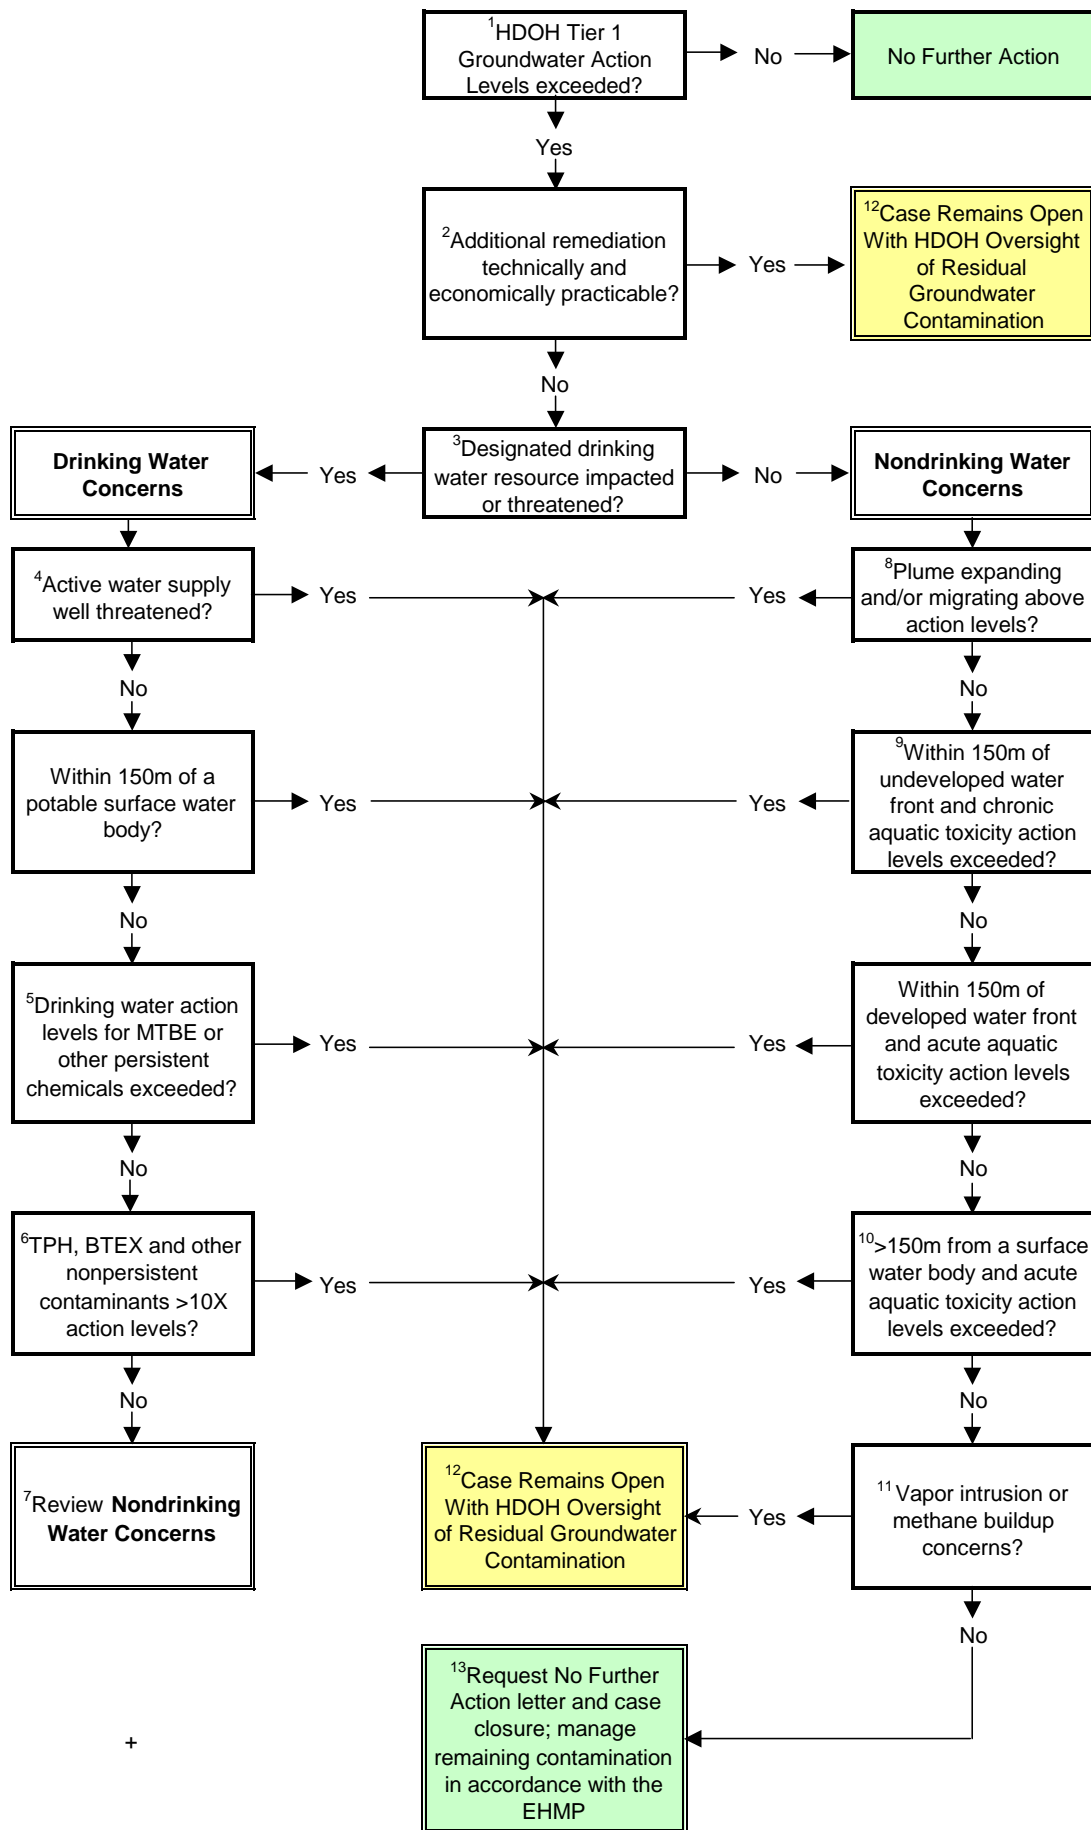 1HDOH Tier 1
Groundwater Action
Levels exceeded?
No
No Further Action
Yes
2Additional remediation
technically and
economically practicable?
Yes
12Case Remains Open
With HDOH Oversight
of Residual
Groundwater
Contamination
No
Drinking Water
Concerns
Yes
3Designated drinking
water resource impacted
or threatened?
No
Nondrinking Water
Concerns
4Active water supply
well threatened?
Yes
Yes
8Plume expanding
and/or migrating above
action levels?
No
No
Within 150m of a
potable surface water
body?
Yes
Yes
9Within 150m of
undeveloped water
front and chronic
aquatic toxicity action
levels exceeded?
No
No
5Drinking water action
levels for MTBE or
other persistent
chemicals exceeded?
Yes
Yes
Within 150m of
developed water front
and acute aquatic
toxicity action levels
exceeded?
No
No
6TPH, BTEX and other
nonpersistent
contaminants >10X
action levels?
Yes
Yes
10>150m from a surface
water body and acute
aquatic toxicity action
levels exceeded?
No
No
7Review Nondrinking
Water Concerns
12Case Remains Open
With HDOH Oversight
of Residual Groundwater
Contamination
Yes
11Vapor intrusion or
methane buildup
concerns?
No
13Request No Further
Action letter and case
closure; manage
remaining contamination
in accordance with the
EHMP
+